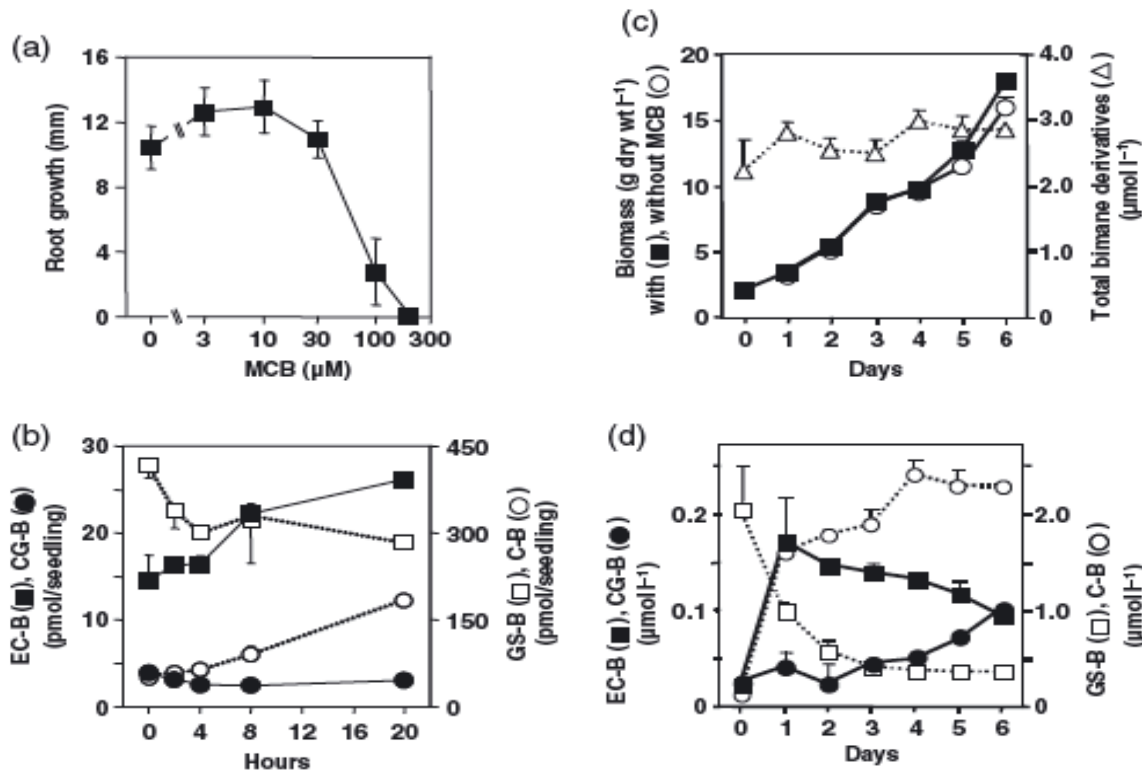 (a)
16
12
8
4
0
Root growth (mm)
0 3 10 30 100 300
MCB (µM)
(b)
30
20
10
0
EC-B (■), CG-B (●)
(pmol/seedling)
450
300
150
0
GS-B (□), C-B (○)
(pmol/seedling)
0 4 8 12 16 20
Hours
(c)
20
15
10
5
0
Biomass (g dry wt l⁻¹)
with (■), without MCB (○)
4.0
3.0
2.0
1.0
0
Total bimane derivatives (△)
(µmol l⁻¹)
0 1 2 3 4 5 6
Days
(d)
0.2
0.1
0
EC-B (■), CG-B (●)
(µmol l⁻¹)
2.0
1.0
0
GS-B (□), C-B (○)
(µmol l⁻¹)
0 1 2 3 4 5 6
Days